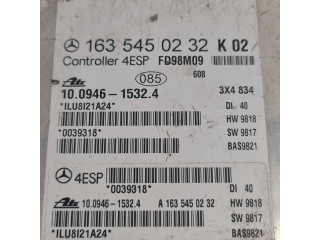 163 545 02 32 K 02
Controller 4ESP FD98M09
608
085
Ate
10.0946-1532.4 3X4 834
*ILU8I21A24* DI 40
HW 9818
*0039318* SW 9817
BAS9821
4ESP *0039318* DI 40
Ate 10.0946-1532.4 A 163 545 02 32 HW 9818
SW 9817
*ILU8I21A24* BAS9821